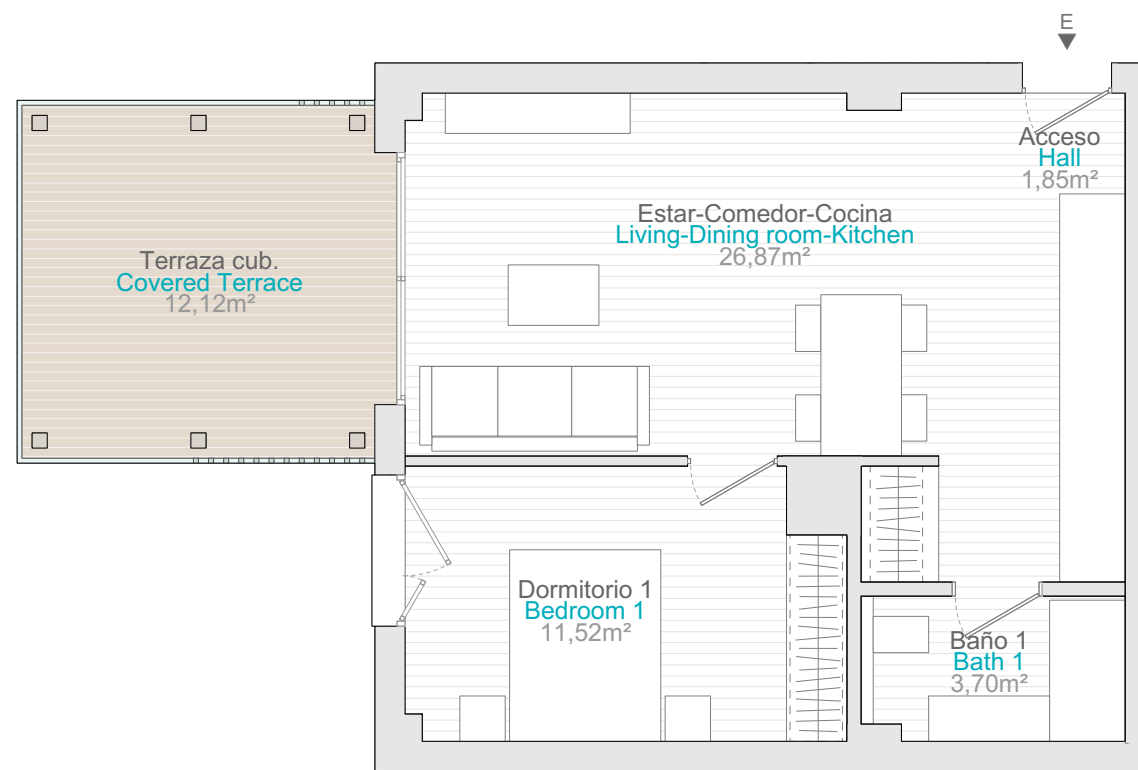 E
Acceso
Hall
1,85m²
Estar-Comedor-Cocina
Living-Dining room-Kitchen
26,87m²
Terraza cub.
Covered Terrace
12,12m²
Dormitorio 1
Bedroom 1
11,52m²
Baño 1
Bath 1
3,70m²